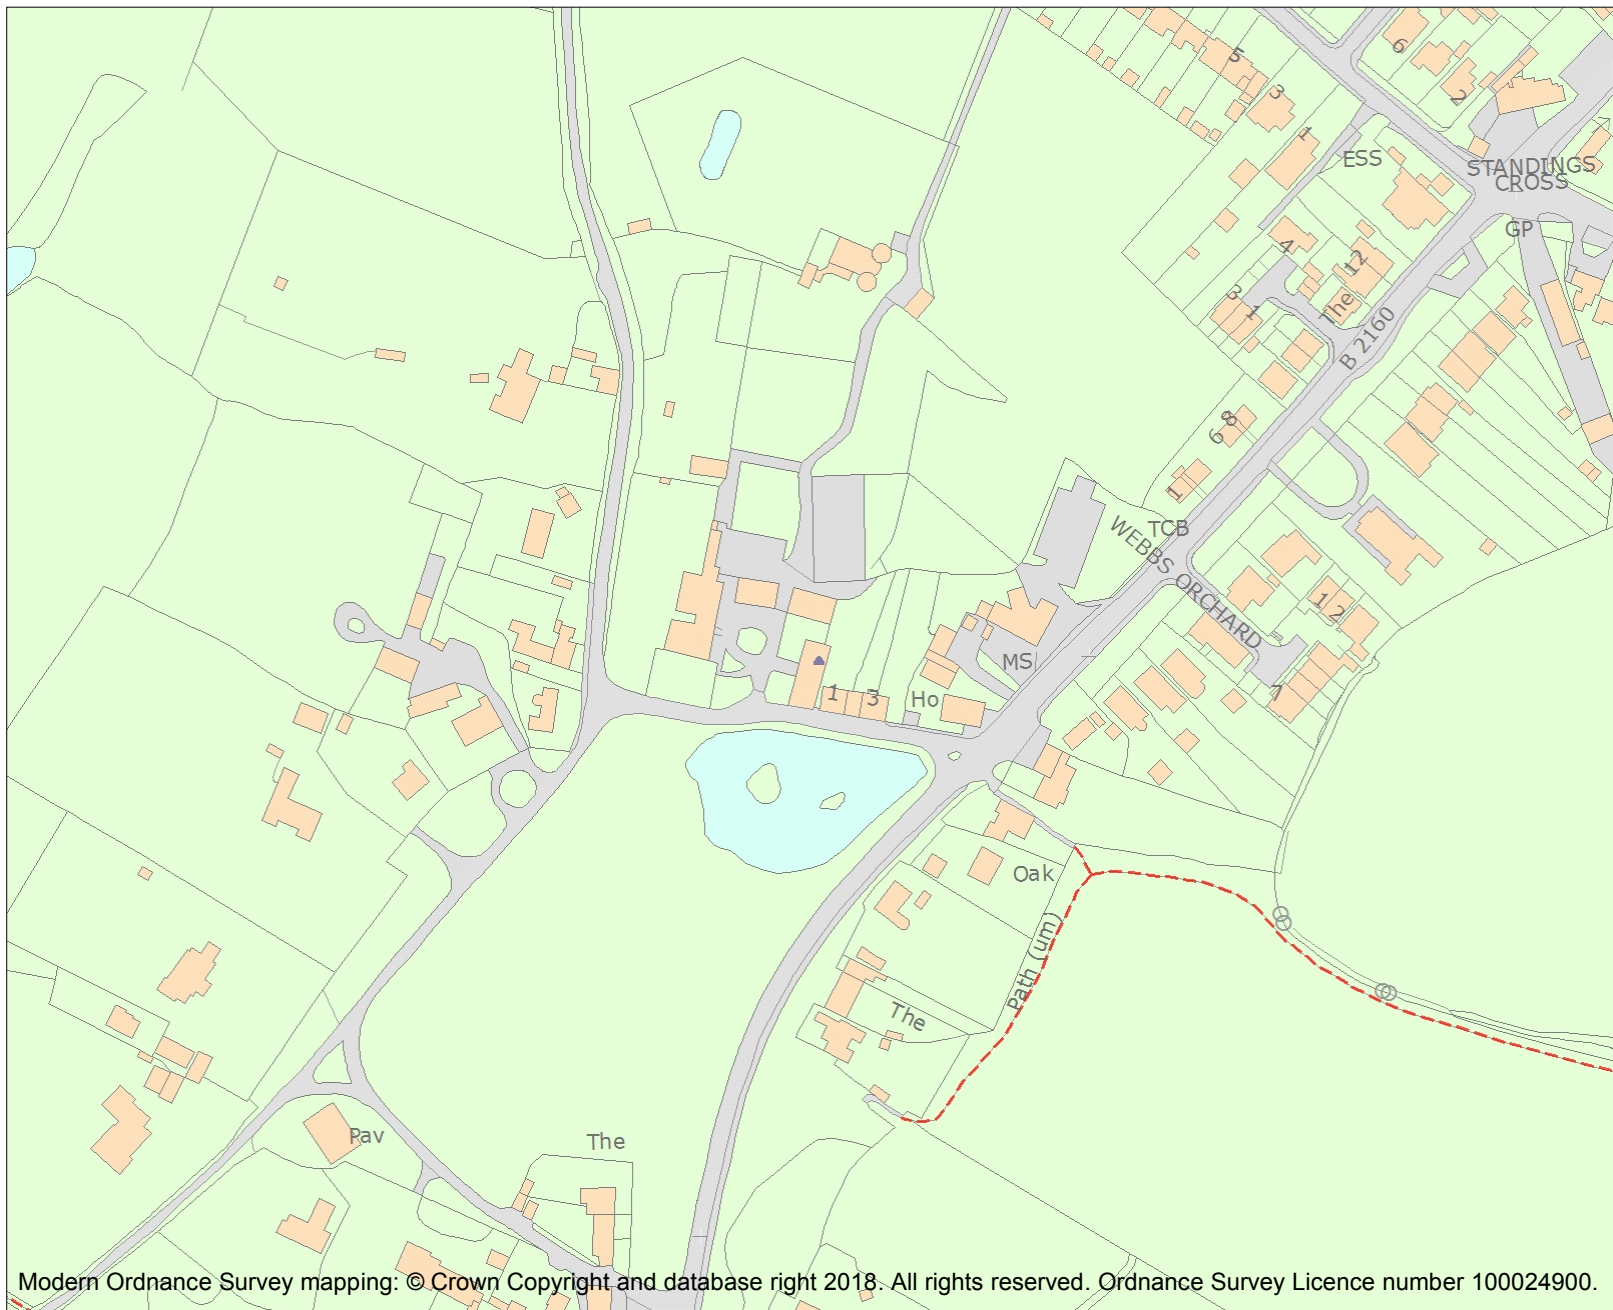 6
5
3
2
1
ESS
STANDINGS
CROSS
GP
4
12
The
3
1
B 2160
8
6
1
TCB
WEBBS ORCHARD
1 2
MS
7
1
3
Ho
Oak
Path (um)
The
Pav
The
Modern Ordnance Survey mapping: © Crown Copyright and database right 2018. All rights reserved. Ordnance Survey Licence number 100024900.